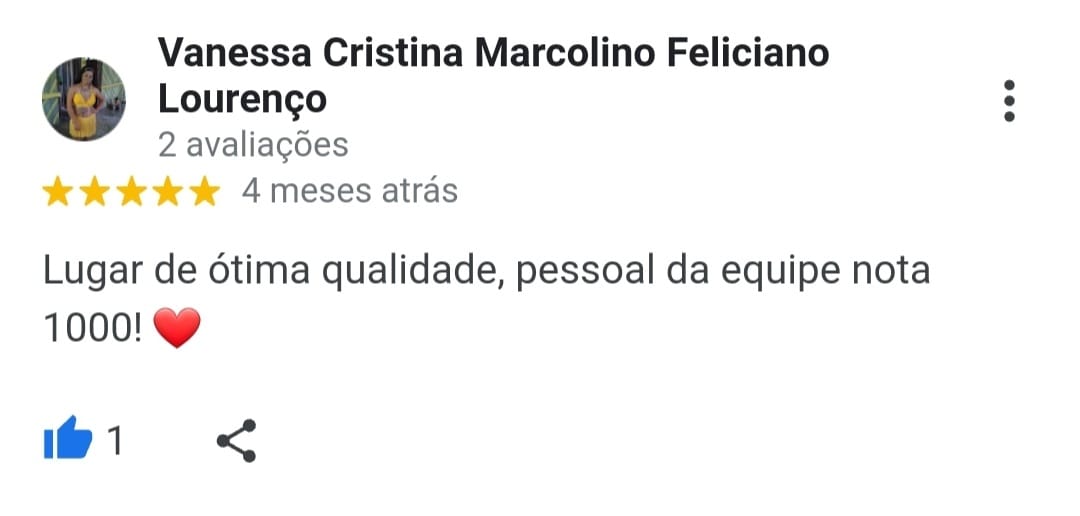 Vanessa Cristina Marcolino Feliciano
Lourenço
2 avaliações
4 meses atrás
Lugar de ótima qualidade, pessoal da equipe nota
1000! ❤️
1